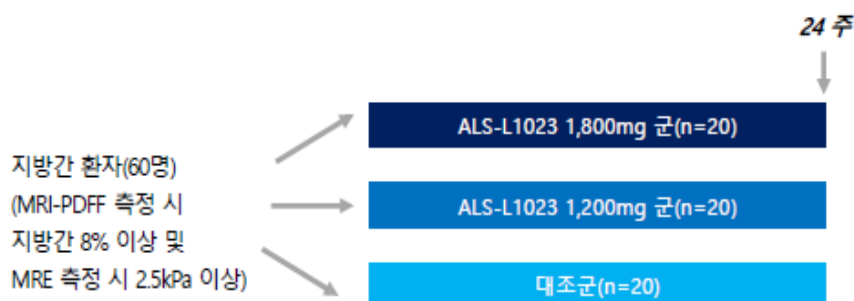 24 주
ALS-L1023 1,800mg 군(n=20)
지방간 환자(60명)
(MRI-PDFF 측정 시
지방간 8% 이상 및
MRE 측정 시 2.5kPa 이상)
ALS-L1023 1,200mg 군(n=20)
대조군(n=20)